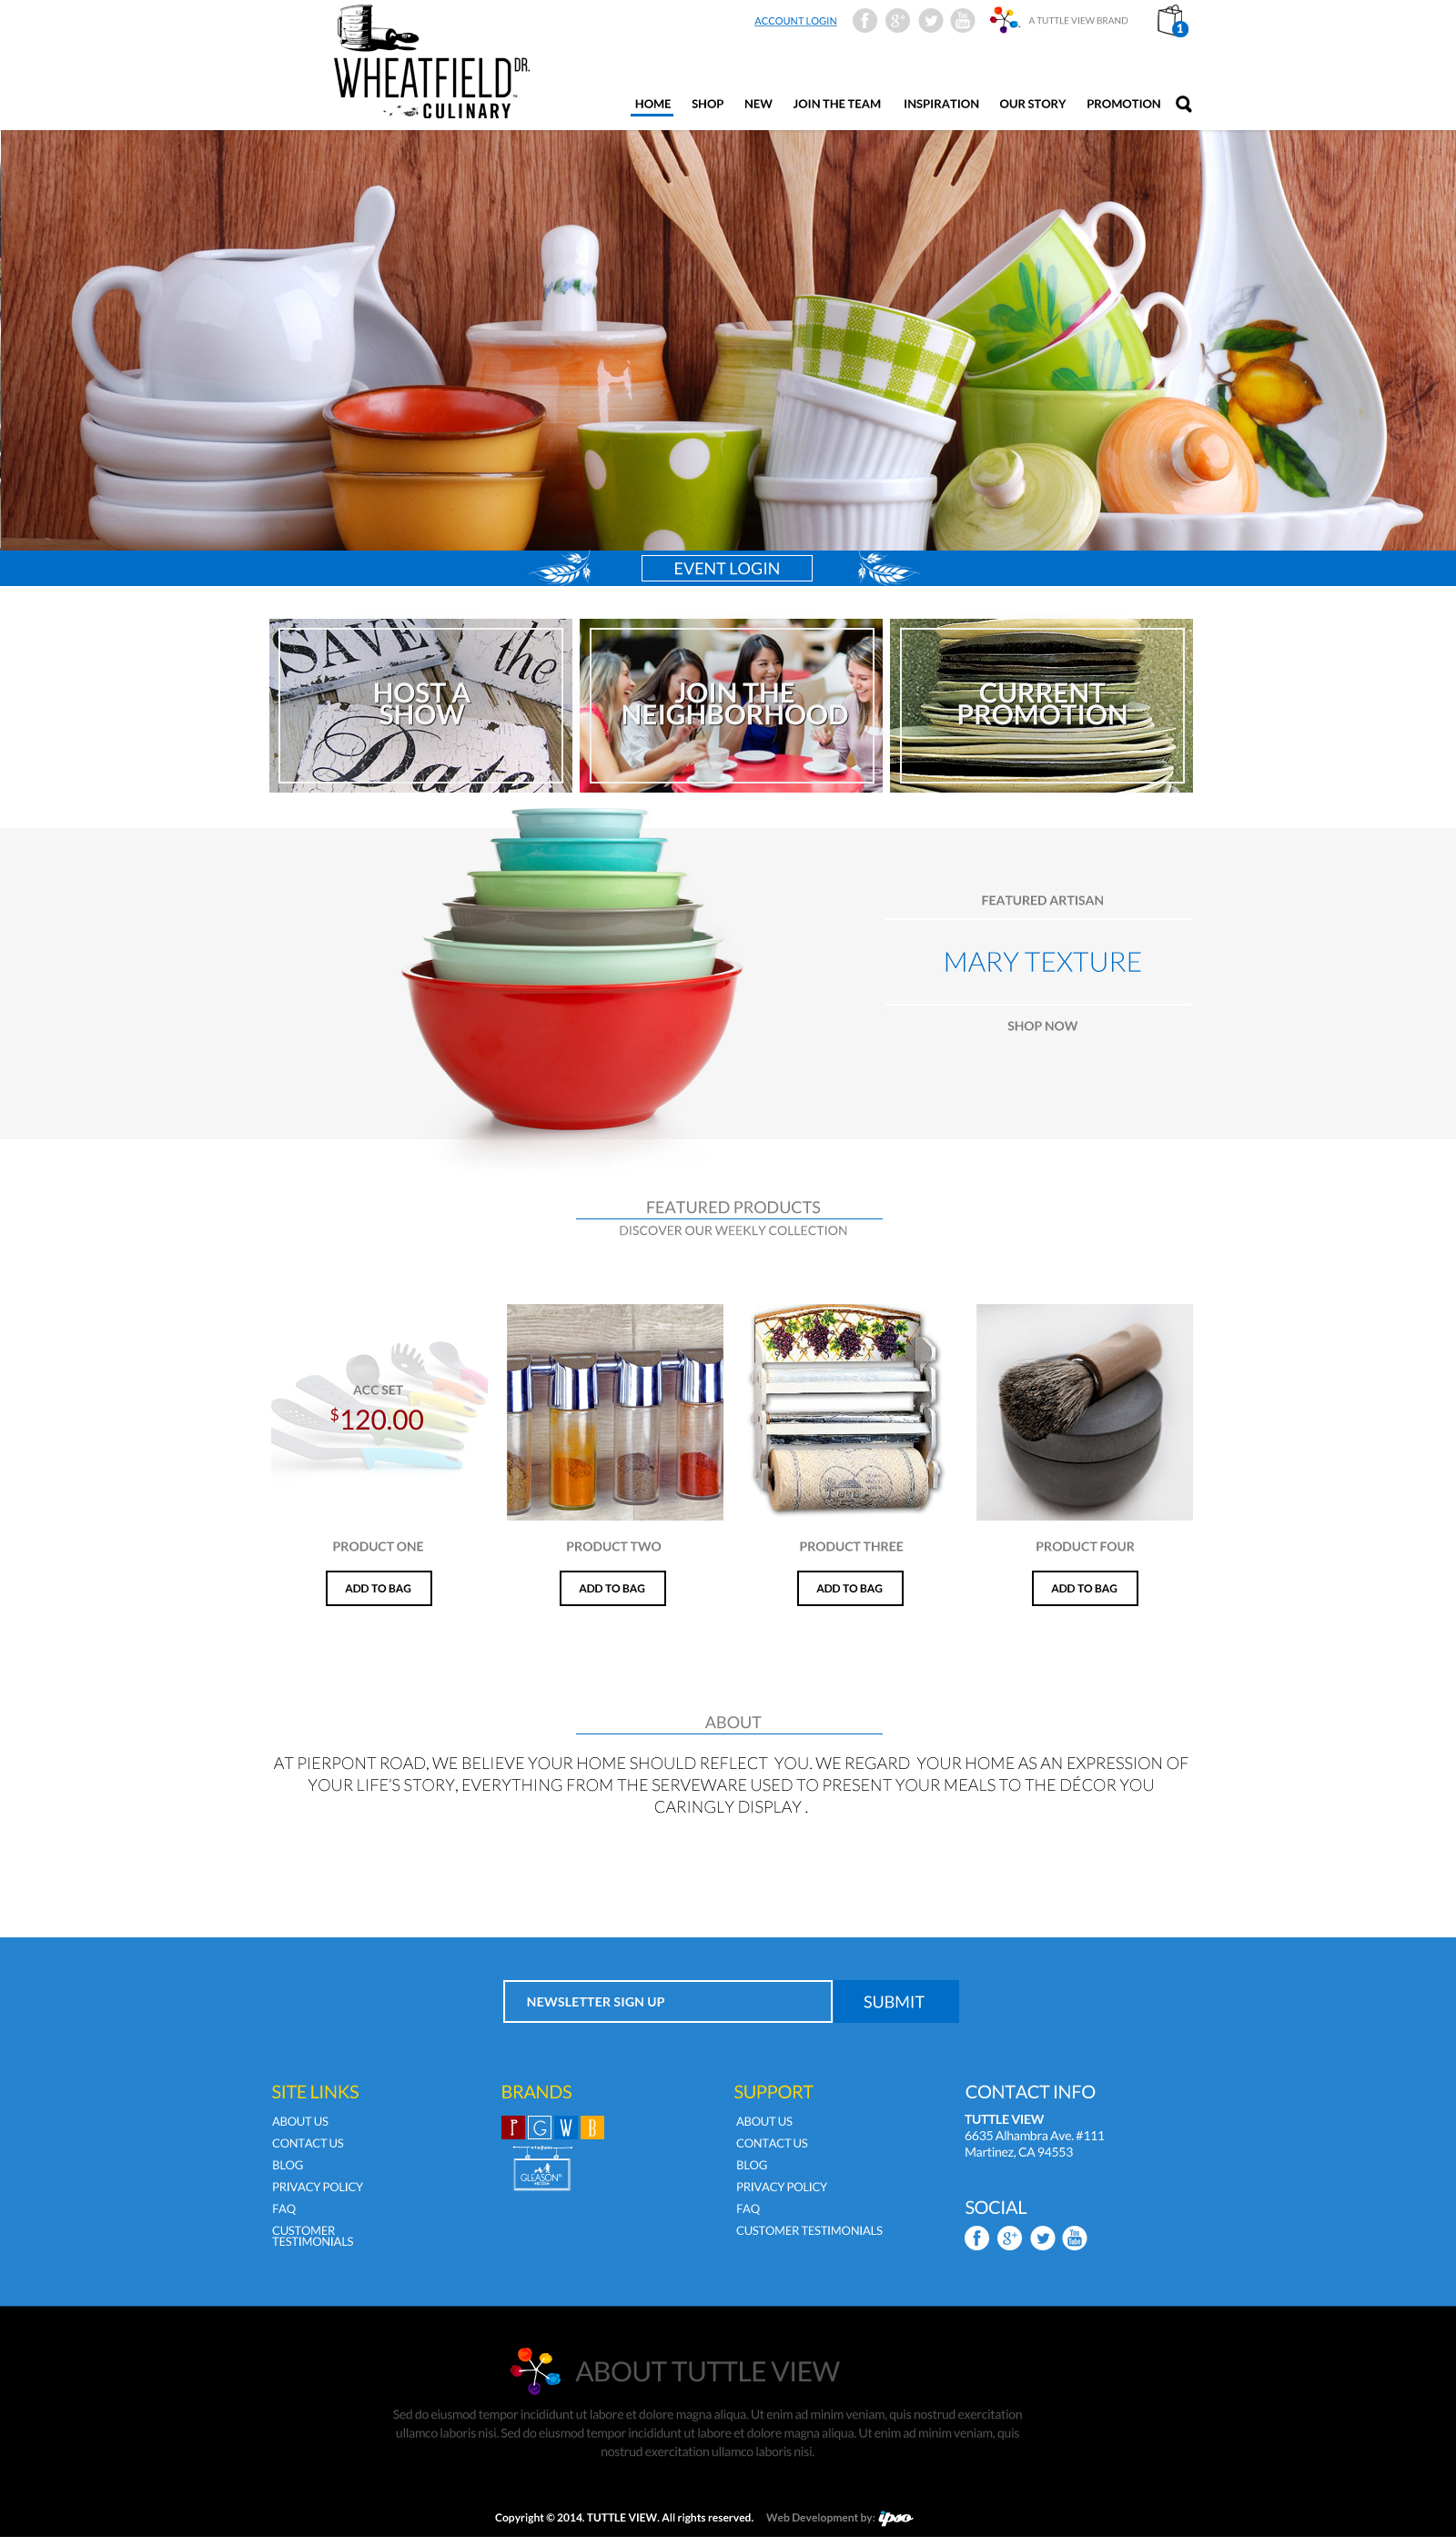 ACCOUNT LOGIN
A TUTTLE VIEW BRAND
1
WHEATFIELD DR.
CULINARY
HOME SHOP NEW JOIN THE TEAM INSPIRATION OUR STORY PROMOTION
EVENT LOGIN
SAVE the
Date
HOST A
SHOW
JOIN THE
NEIGHBORHOOD
CURRENT
PROMOTION
FEATURED ARTISAN
MARY TEXTURE
SHOP NOW
FEATURED PRODUCTS
DISCOVER OUR WEEKLY COLLECTION
ACC SET
$120.00
PRODUCT ONE PRODUCT TWO PRODUCT THREE PRODUCT FOUR
ADD TO BAG ADD TO BAG ADD TO BAG ADD TO BAG
ABOUT
AT PIERPONT ROAD, WE BELIEVE YOUR HOME SHOULD REFLECT YOU. WE REGARD YOUR HOME AS AN EXPRESSION OF
YOUR LIFE'S STORY, EVERYTHING FROM THE SERVEWARE USED TO PRESENT YOUR MEALS TO THE DÉCOR YOU
CARINGLY DISPLAY .
NEWSLETTER SIGN UP SUBMIT
SITE LINKS
ABOUT US
CONTACT US
BLOG
PRIVACY POLICY
FAQ
CUSTOMER
TESTIMONIALS
BRANDS
P G W B
GLEASON
SUPPORT
ABOUT US
CONTACT US
BLOG
PRIVACY POLICY
FAQ
CUSTOMER TESTIMONIALS
CONTACT INFO
TUTTLE VIEW
6635 Alhambra Ave. #111
Martinez, CA 94553
SOCIAL
ABOUT TUTTLE VIEW
Sed do eiusmod tempor incididunt ut labore et dolore magna aliqua. Ut enim ad minim veniam, quis nostrud exercitation
ullamco laboris nisi. Sed do eiusmod tempor incididunt ut labore et dolore magna aliqua. Ut enim ad minim veniam, quis
nostrud exercitation ullamco laboris nisi.
Copyright © 2014. TUTTLE VIEW. All rights reserved. Web Development by: